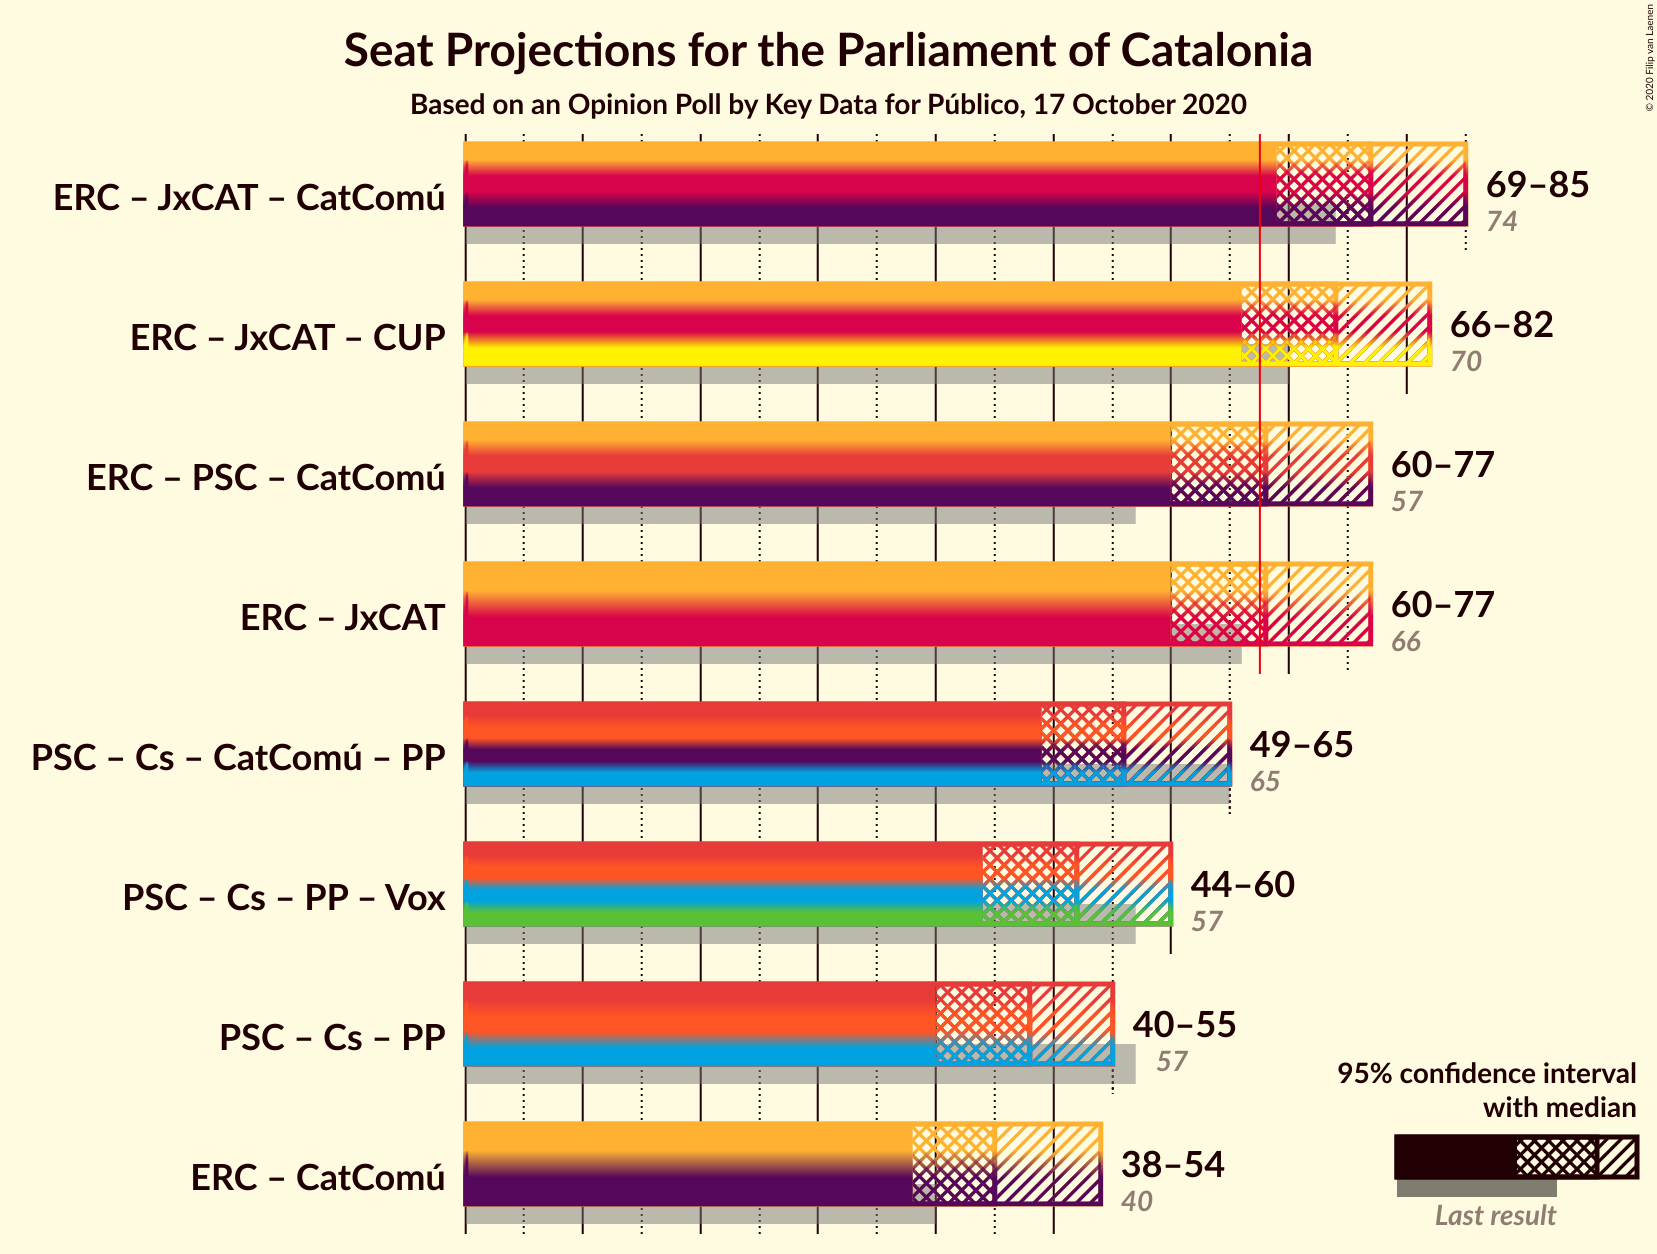 Seat Projections for the Parliament of Catalonia
Based on an Opinion Poll by Key Data for Público, 17 October 2020
© 2020 Filip van Laenen
ERC – JxCAT – CatComú
69–85
74
ERC – JxCAT – CUP
66–82
70
ERC – PSC – CatComú
60–77
57
ERC – JxCAT
60–77
66
PSC – Cs – CatComú – PP
49–65
65
PSC – Cs – PP – Vox
44–60
57
PSC – Cs – PP
40–55
57
ERC – CatComú
38–54
40
95% confidence interval
with median
Last result